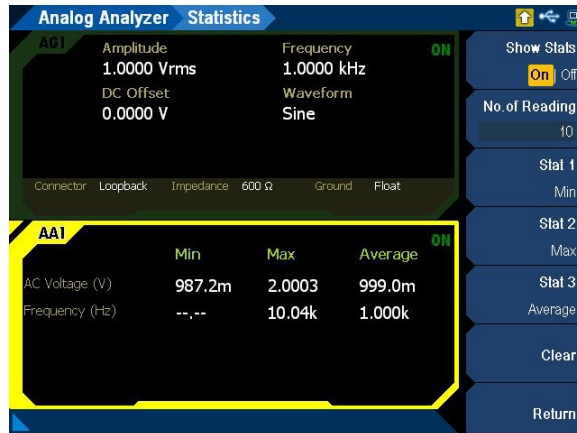 Analog Analyzer Statistics
AG1 ON
Amplitude Frequency
1.0000 Vrms 1.0000 kHz
DC Offset Waveform
0.0000 V Sine
Connector Loopback Impedance 600 Ω Ground Float
AA1 ON
Min Max Average
AC Voltage (V) 987.2m 2.0003 999.0m
Frequency (Hz) --.-- 10.04k 1.000k
Show Stats
On | Off
No.of Reading
10
Stat 1
Min
Stat 2
Max
Stat 3
Average
Clear
Return